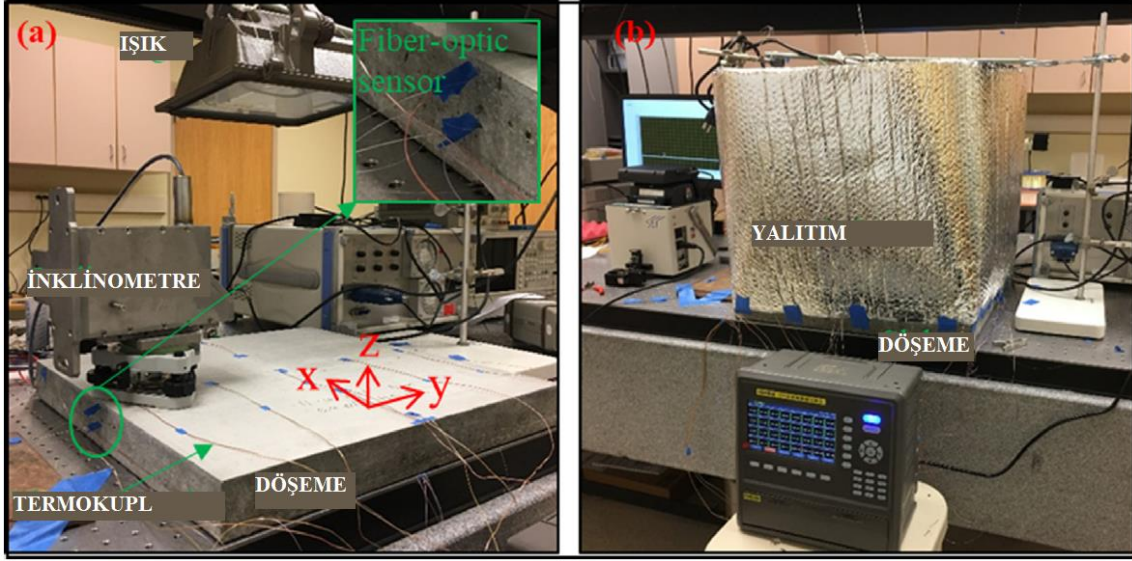 (a)
IŞIK
Fiber-optic
sensor
İNKLİNOMETRE
z
x
y
DÖŞEME
TERMOKUPL
(b)
YALITIM
DÖŞEME